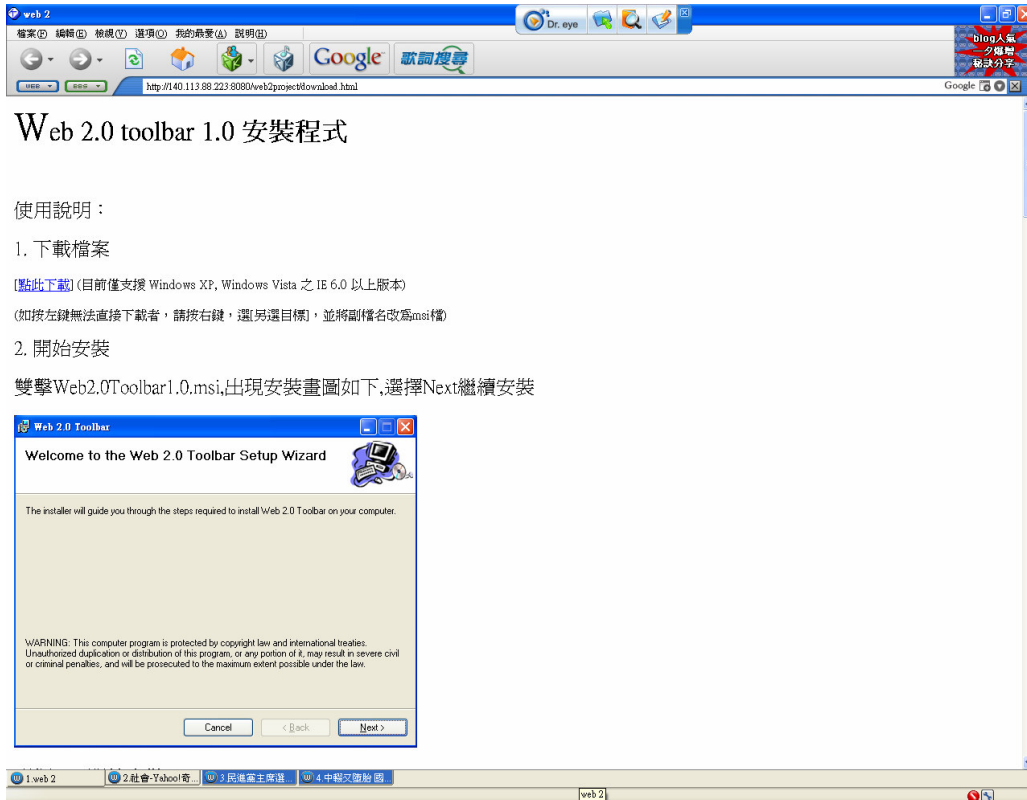 web 2
Dr. eye
檔案(F) 編輯(E) 檢視(V) 選項(O) 我的最愛(A) 說明(H)
Google 歌詞搜尋
blog人氣
一夕爆增
秘訣分享
http://140.113.88.223:8080/web2project/download.html
Google
Web 2.0 toolbar 1.0 安裝程式
使用說明：
1. 下載檔案
[點此下載] (目前僅支援 Windows XP, Windows Vista 之 IE 6.0 以上版本)
(如按左鍵無法直接下載者，請按右鍵，選[另選目標]，並將副檔名改為msi檔)
2. 開始安裝
雙擊Web2.0Toolbar1.0.msi,出現安裝畫圖如下,選擇Next繼續安裝
Web 2.0 Toolbar
Welcome to the Web 2.0 Toolbar Setup Wizard
The installer will guide you through the steps required to install Web 2.0 Toolbar on your computer.
WARNING: This computer program is protected by copyright law and international treaties.
Unauthorized duplication or distribution of this program, or any portion of it, may result in severe civil
or criminal penalties, and will be prosecuted to the maximum extent possible under the law.
Cancel < Back Next >
1.web 2 2.社會-Yahoo!奇... 3.民進黨主席選... 4.中輟又墮胎 國...
web 2